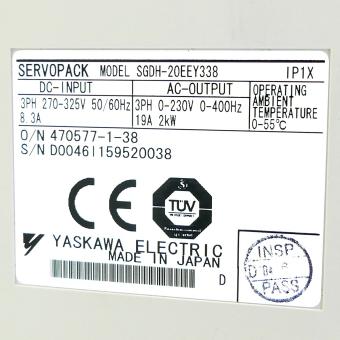 SERVOPACK MODEL SGDH-20EEY338 IP1X
DC-INPUT AC-OUTPUT OPERATING
AMBIENT
TEMPERATURE
0-55℃
3PH 270-325V 50/60Hz 3PH 0-230V 0-400Hz
8.3A 19A 2kW
O/N 470577-1-38
S/N D0046I159520038
CE
TÜV
YASKAWA ELECTRIC
MADE IN JAPAN D
INSP.
D
PASS